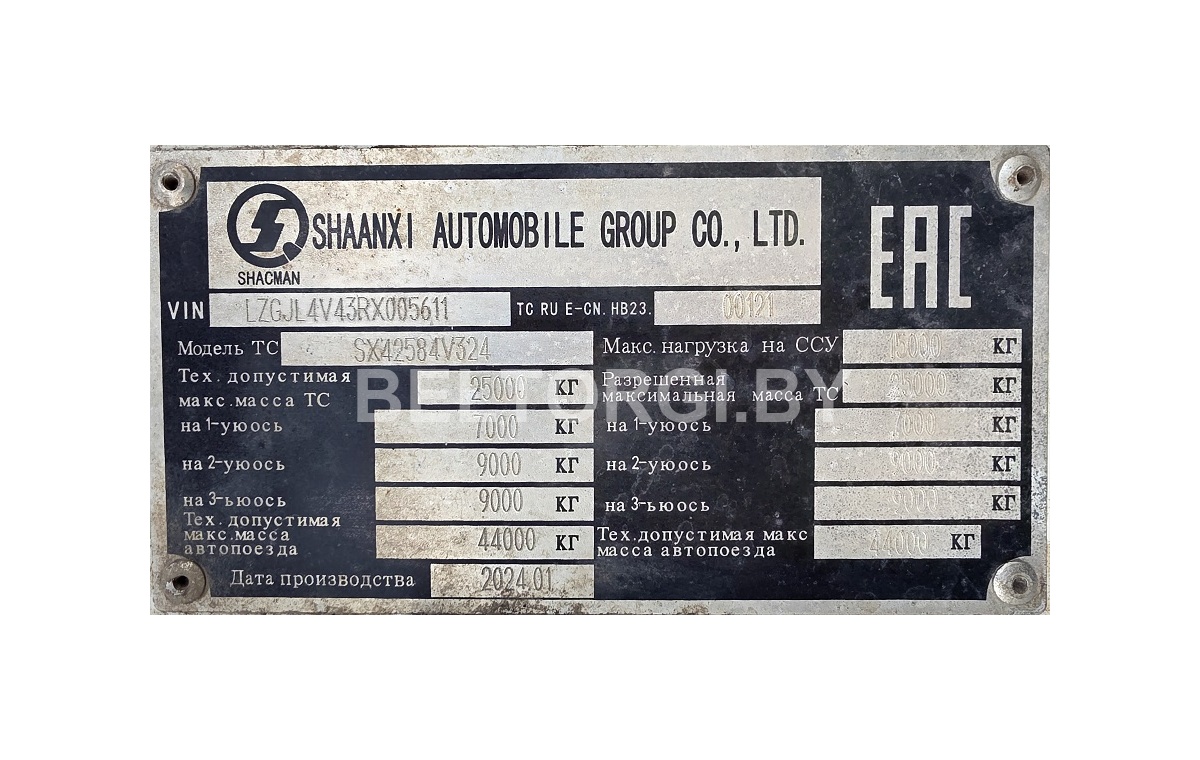 SHAANXI AUTOMOBILE GROUP CO., LTD.
SHACMAN
EAC
VIN LZGJL4V43RX005611 TC RU E-CN. HB23. 00121
Модель ТС SX42584V324 Макс. нагрузка на ССУ 15000 КГ
Тех. допустимая
макс. масса ТС 25000 КГ
Разрешенная
максимальная масса ТС 25000 КГ
на 1-уюось 7000 КГ на 1-уюось 7000 КГ
на 2-уюось 9000 КГ на 2-уюось 9000 КГ
на 3-ьюось 9000 КГ на 3-ьюось 9000 КГ
Тех. допустимая
макс. масса
автопоезда 44000 КГ
Тех. допустимая макс
масса автопоезда 44000 КГ
Дата производства 2024.01
BELTORGI.BY